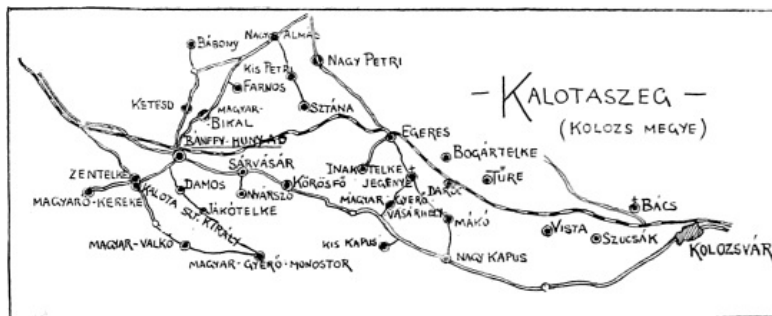 - KALOTASZEG -
(KOLOZS MEGYE)
BÁBONY
NAGY ALMÁS
KIS PETRI
NAGY PETRI
FARNOS
SZTÁNA
KETESD
MAGYAR-
BIKAL
BÁNFFY-HUNYAD
EGERES
BOGÁRTELKE
TÜRE
INAKTELKE
JEGENYE
DARÓC
SÁRVÁSÁR
ZENTELKE
DAMOS
NYÁRSZÓ
KÖRÖSFŐ
MAGYARÓ-KEREKE
KALOTA SZT. KIRÁLY
JÁKÓTELKE
MAGYAR GYERŐ
VÁSÁRHELY
MÁKÓ
BÁCS
VISTA
SZUCSÁK
KOLOZSVÁR
KIS KAPUS
NAGY KAPUS
MAGYAR-VALKÓ
MAGYAR-GYERŐ-MONOSTOR